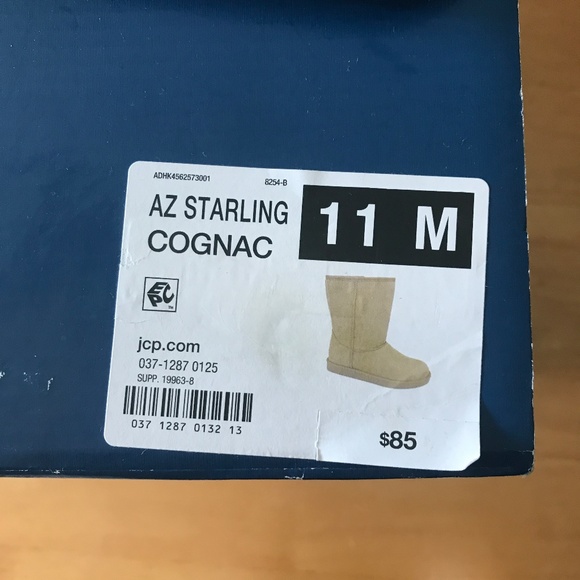 ADHK4562573001 8254-B
AZ STARLING
COGNAC
11 M
EPC™
jcp.com
037-1287 0125
SUPP. 19963-8
037 1287 0132 13
$85